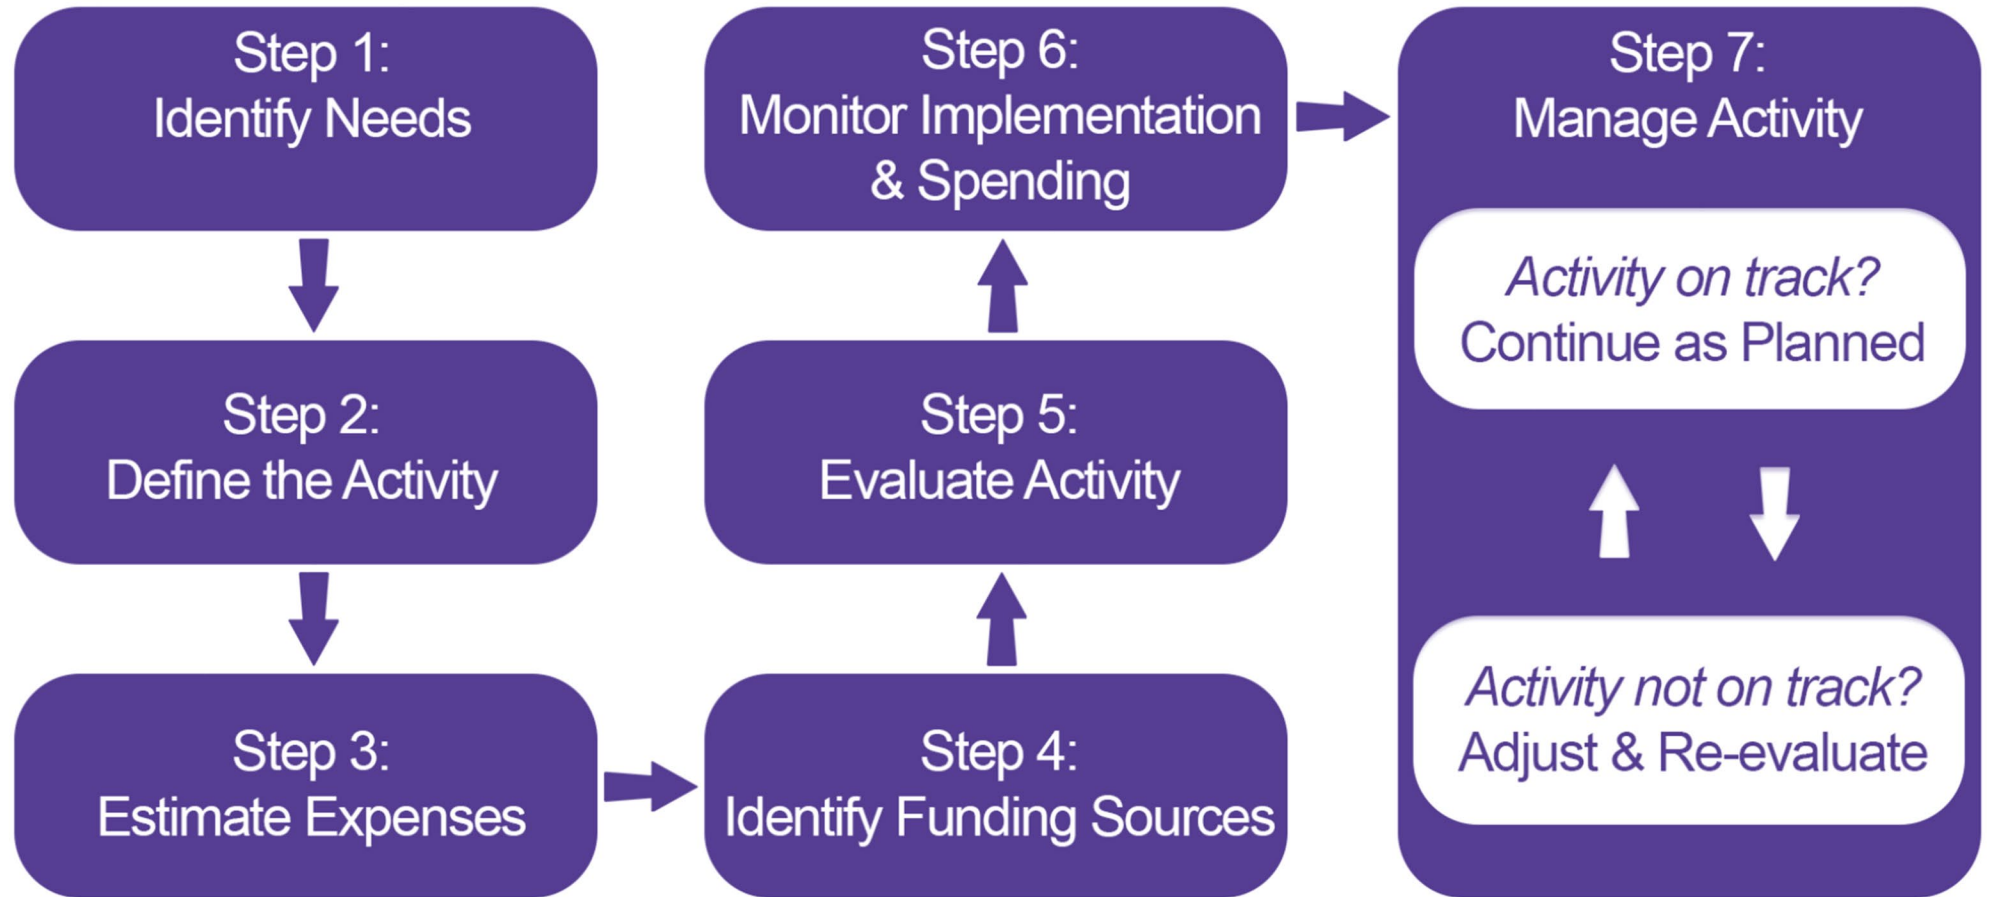 Step 1:
Identify Needs
Step 2:
Define the Activity
Step 3:
Estimate Expenses
Step 4:
Identify Funding Sources
Step 5:
Evaluate Activity
Step 6:
Monitor Implementation
& Spending
Step 7:
Manage Activity
Activity on track?
Continue as Planned
Activity not on track?
Adjust & Re-evaluate